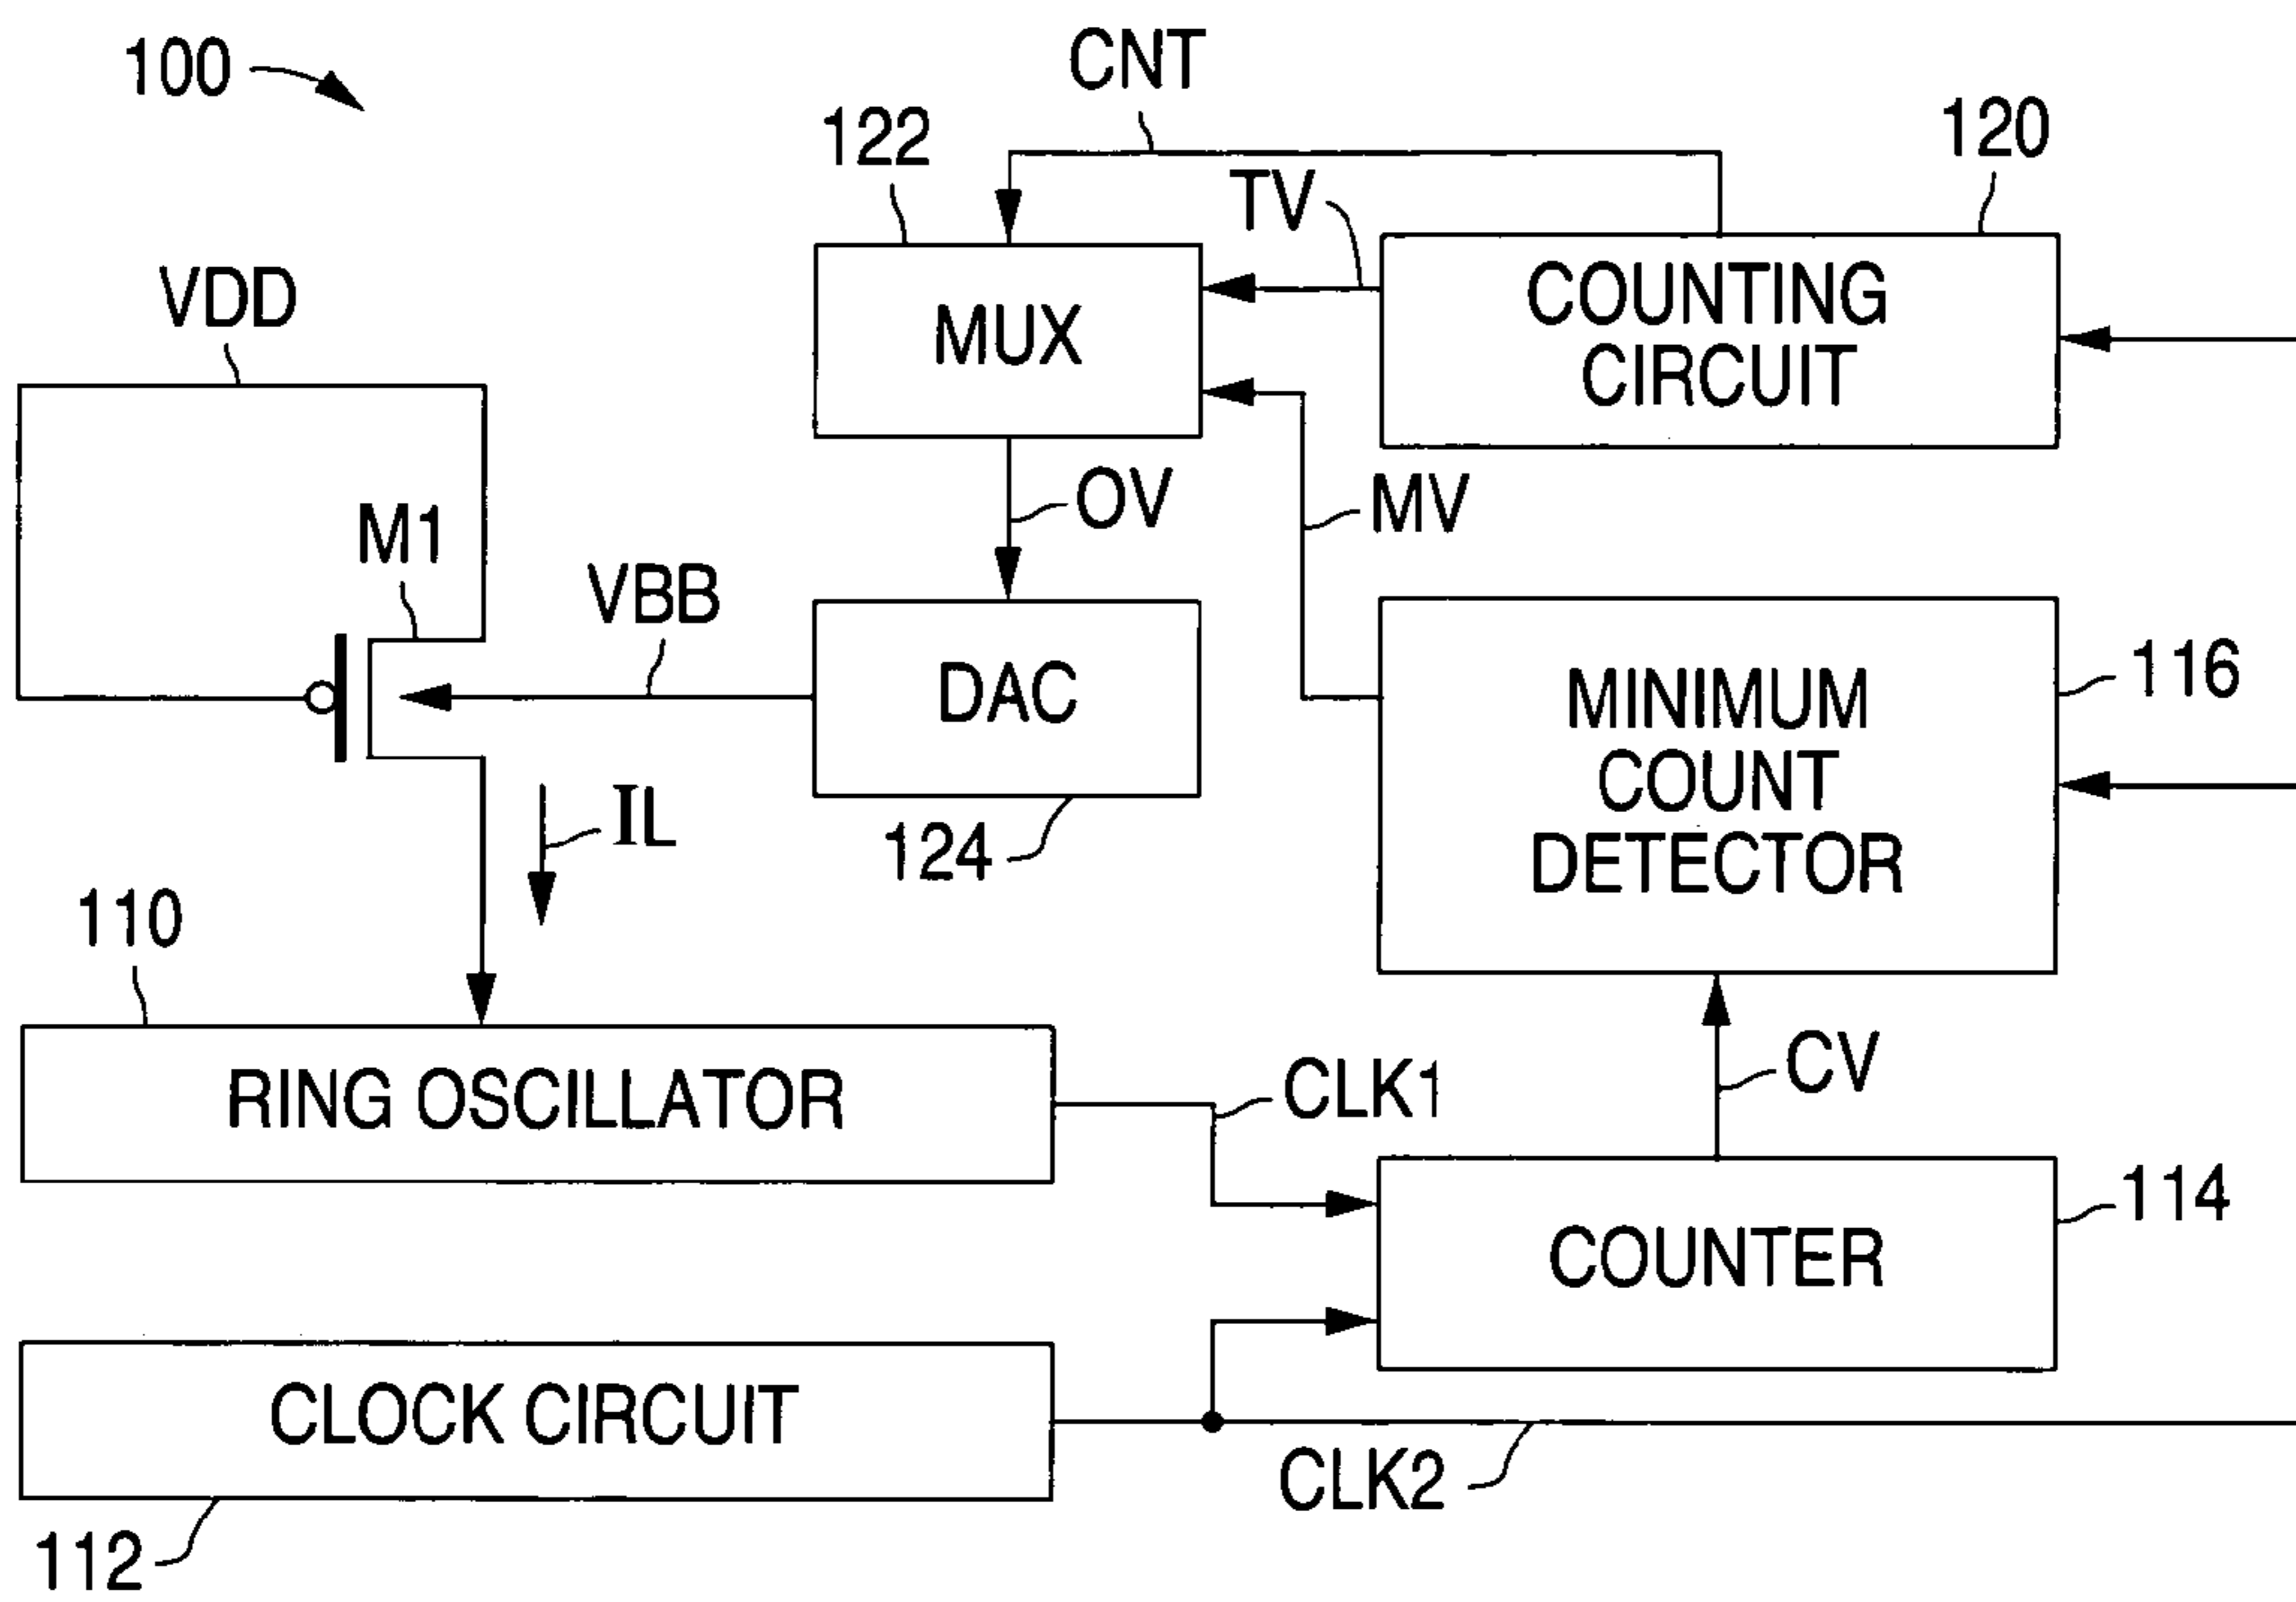 100
CNT
122
120
TV
VDD
MUX
COUNTING
CIRCUIT
OV
MV
M1
VBB
DAC
116
MINIMUM
COUNT
DETECTOR
IL
124
110
RING OSCILLATOR
CLK1
CV
114
COUNTER
CLOCK CIRCUIT
CLK2
112